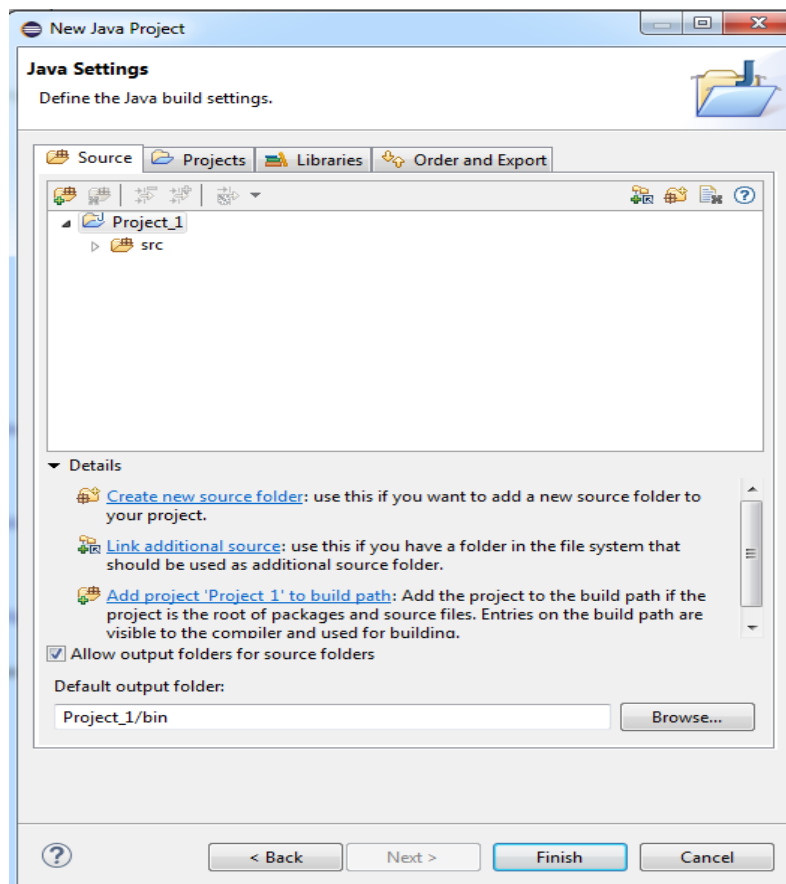 New Java Project
Java Settings
Define the Java build settings.
Source Projects Libraries Order and Export
Project_1
src
Details
Create new source folder: use this if you want to add a new source folder to
your project.
Link additional source: use this if you have a folder in the file system that
should be used as additional source folder.
Add project 'Project 1' to build path: Add the project to the build path if the
project is the root of packages and source files. Entries on the build path are
visible to the compiler and used for building.
Allow output folders for source folders
Default output folder:
Project_1/bin Browse...
< Back Next > Finish Cancel